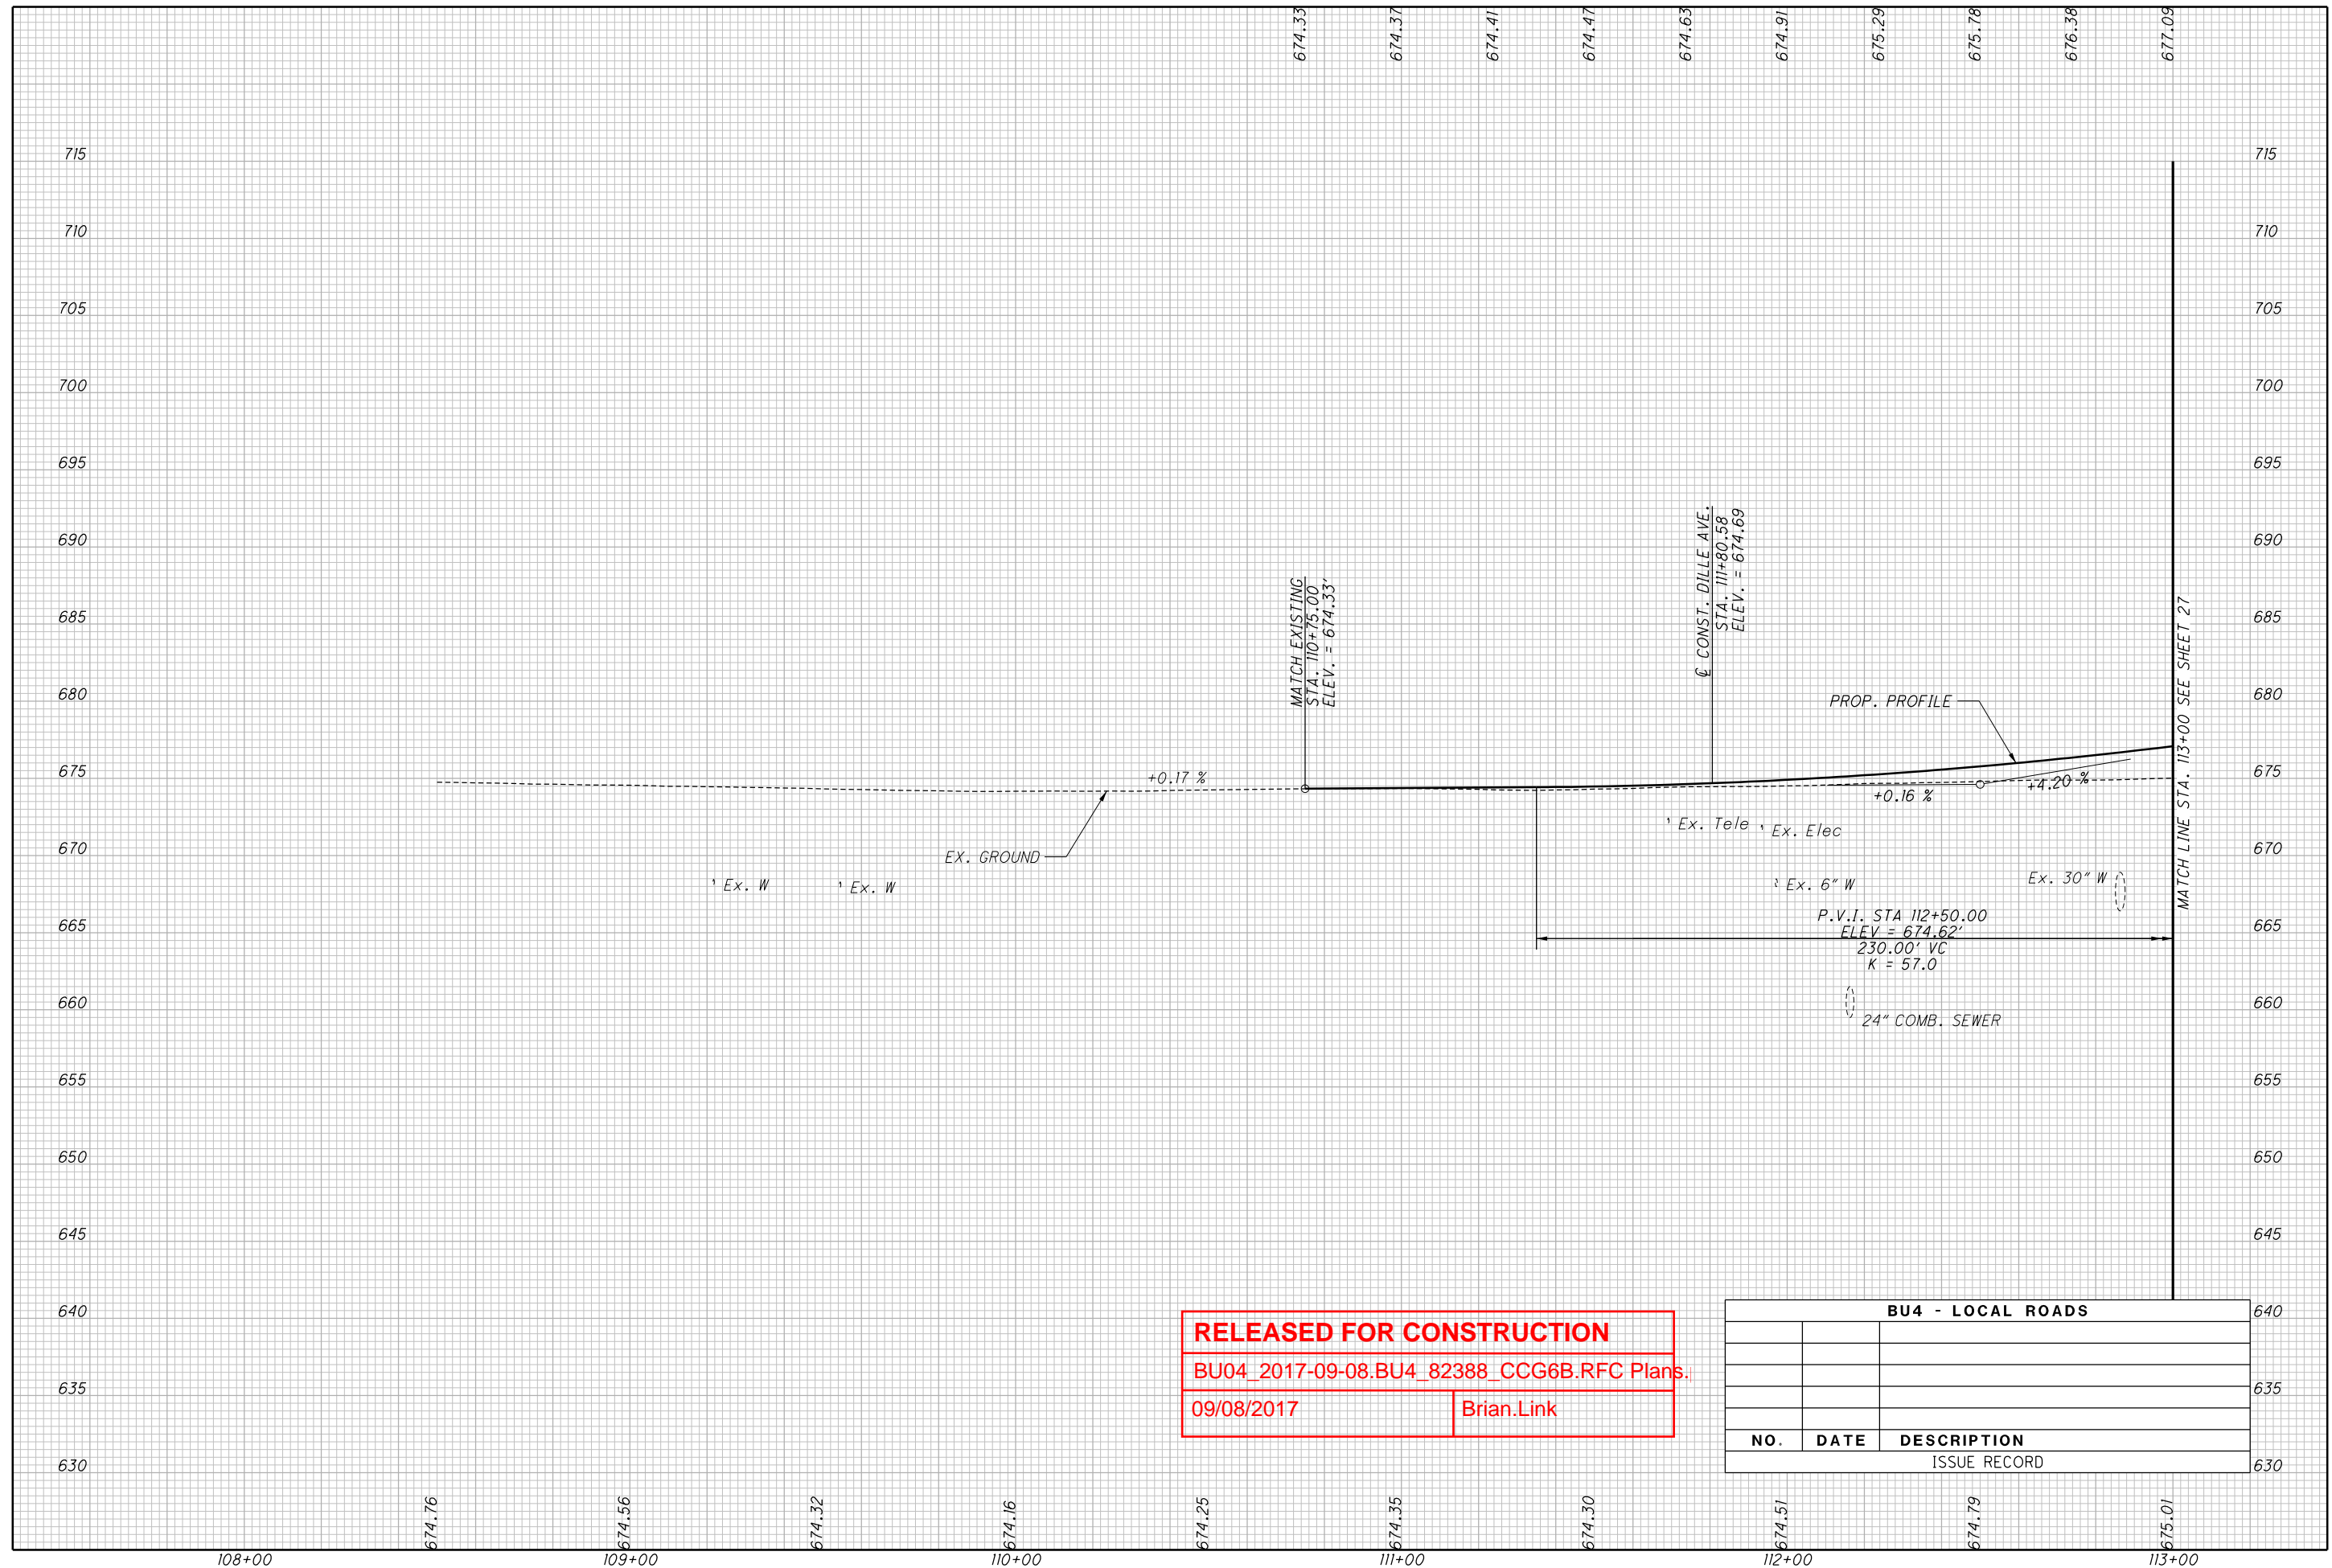 674.33
674.37
674.41
674.47
674.63
674.91
675.29
675.78
676.38
677.09
715 715
710 710
705 705
700 700
695 695
690 690
685 685
680 680
675 675
670 670
665 665
660 660
655 655
650 650
645 645
640 640
635 635
630 630
MATCH EXISTING
STA. 110+75.00
ELEV. = 674.33'
℄ CONST. DILLE AVE.
STA. 111+80.58
ELEV. = 674.69
MATCH LINE STA. 113+00 SEE SHEET 27
PROP. PROFILE
+0.17 %
+0.16 %
+4.20 %
EX. GROUND
Ex. Tele
Ex. Elec
Ex. W
Ex. W
Ex. 6" W
Ex. 30" W
P.V.I. STA 112+50.00
ELEV = 674.62'
230.00' VC
K = 57.0
24" COMB. SEWER
RELEASED FOR CONSTRUCTION
BU04_2017-09-08.BU4_82388_CCG6B.RFC Plans.
09/08/2017 Brian.Link
BU4 - LOCAL ROADS
NO. DATE DESCRIPTION
ISSUE RECORD
674.76
674.56
674.32
674.16
674.25
674.35
674.30
674.51
674.79
675.01
108+00 109+00 110+00 111+00 112+00 113+00